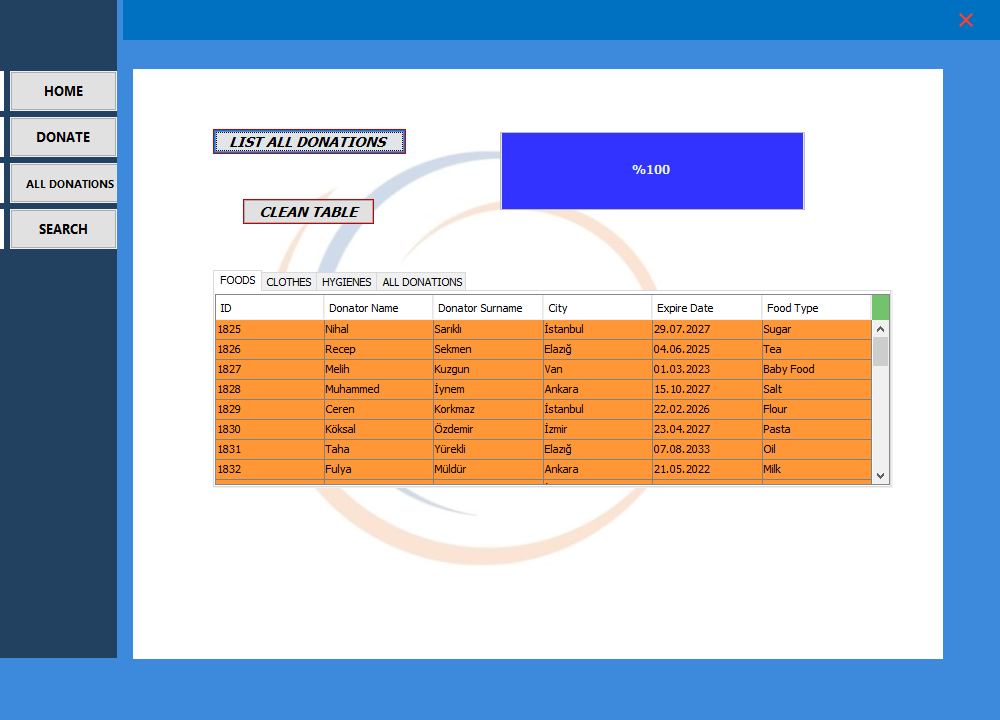 HOME
DONATE
ALL DONATIONS
SEARCH
LIST ALL DONATIONS
%100
CLEAN TABLE
FOODS CLOTHES HYGIENES ALL DONATIONS
ID Donator Name Donator Surname City Expire Date Food Type
1825 Nihal Sarıklı İstanbul 29.07.2027 Sugar
1826 Recep Sekmen Elazığ 04.06.2025 Tea
1827 Melih Kuzgun Van 01.03.2023 Baby Food
1828 Muhammed İynem Ankara 15.10.2027 Salt
1829 Ceren Korkmaz İstanbul 22.02.2026 Flour
1830 Köksal Özdemir İzmir 23.04.2027 Pasta
1831 Taha Yürekli Elazığ 07.08.2033 Oil
1832 Fulya Müldür Ankara 21.05.2022 Milk